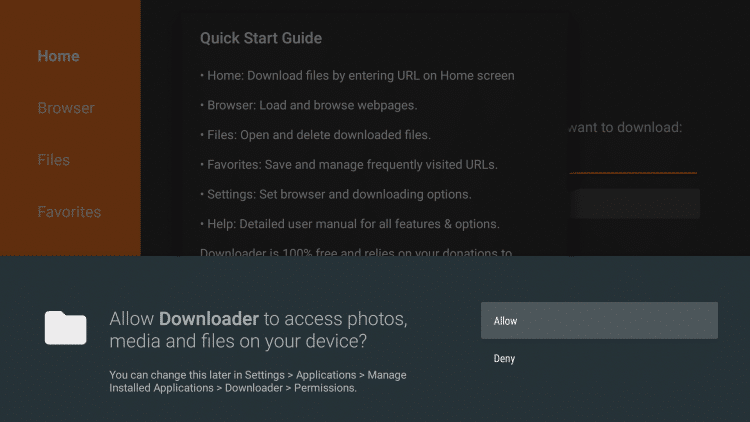 Home
Browser
Files
Favorites
Quick Start Guide
• Home: Download files by entering URL on Home screen
• Browser: Load and browse webpages.
• Files: Open and delete downloaded files.
• Favorites: Save and manage frequently visited URLs.
• Settings: Set browser and downloading options.
• Help: Detailed user manual for all features & options.
Downloader is 100% free and relies on your donations to
want to download:
Allow Downloader to access photos,
media and files on your device?
You can change this later in Settings > Applications > Manage
Installed Applications > Downloader > Permissions.
Allow
Deny